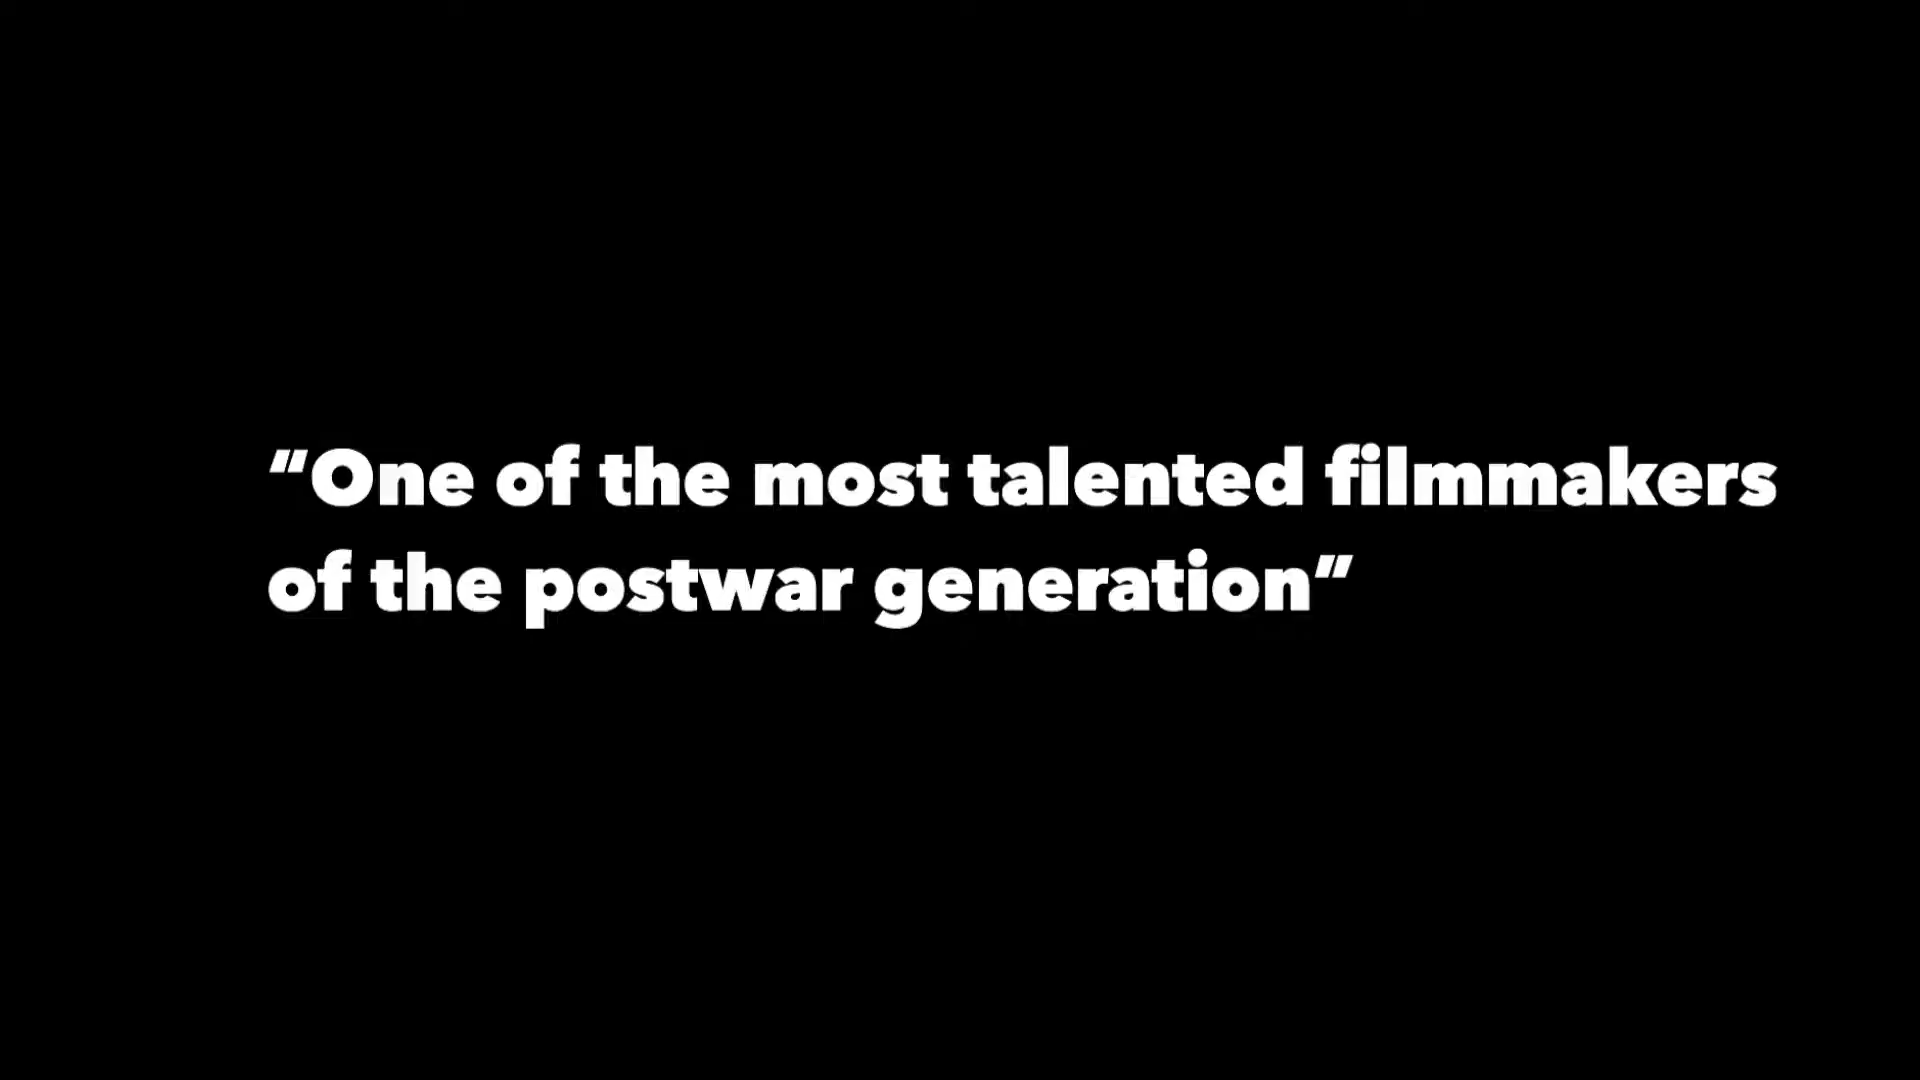 “One of the most talented filmmakers
of the postwar generation”